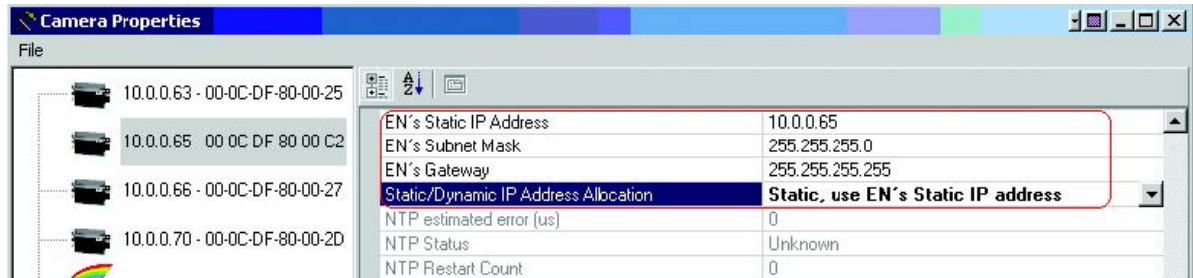 Camera Properties
File
10.0.0.63 - 00-0C-DF-80-00-25
10.0.0.65 00 0C DF 80 00 C2
10.0.0.66 - 00-0C-DF-80-00-27
10.0.0.70 - 00-0C-DF-80-00-2D
EN´s Static IP Address 10.0.0.65
EN´s Subnet Mask 255.255.255.0
EN´s Gateway 255.255.255.255
Static/Dynamic IP Address Allocation Static, use EN´s Static IP address
NTP estimated error (us) 0
NTP Status Unknown
NTP Restart Count 0